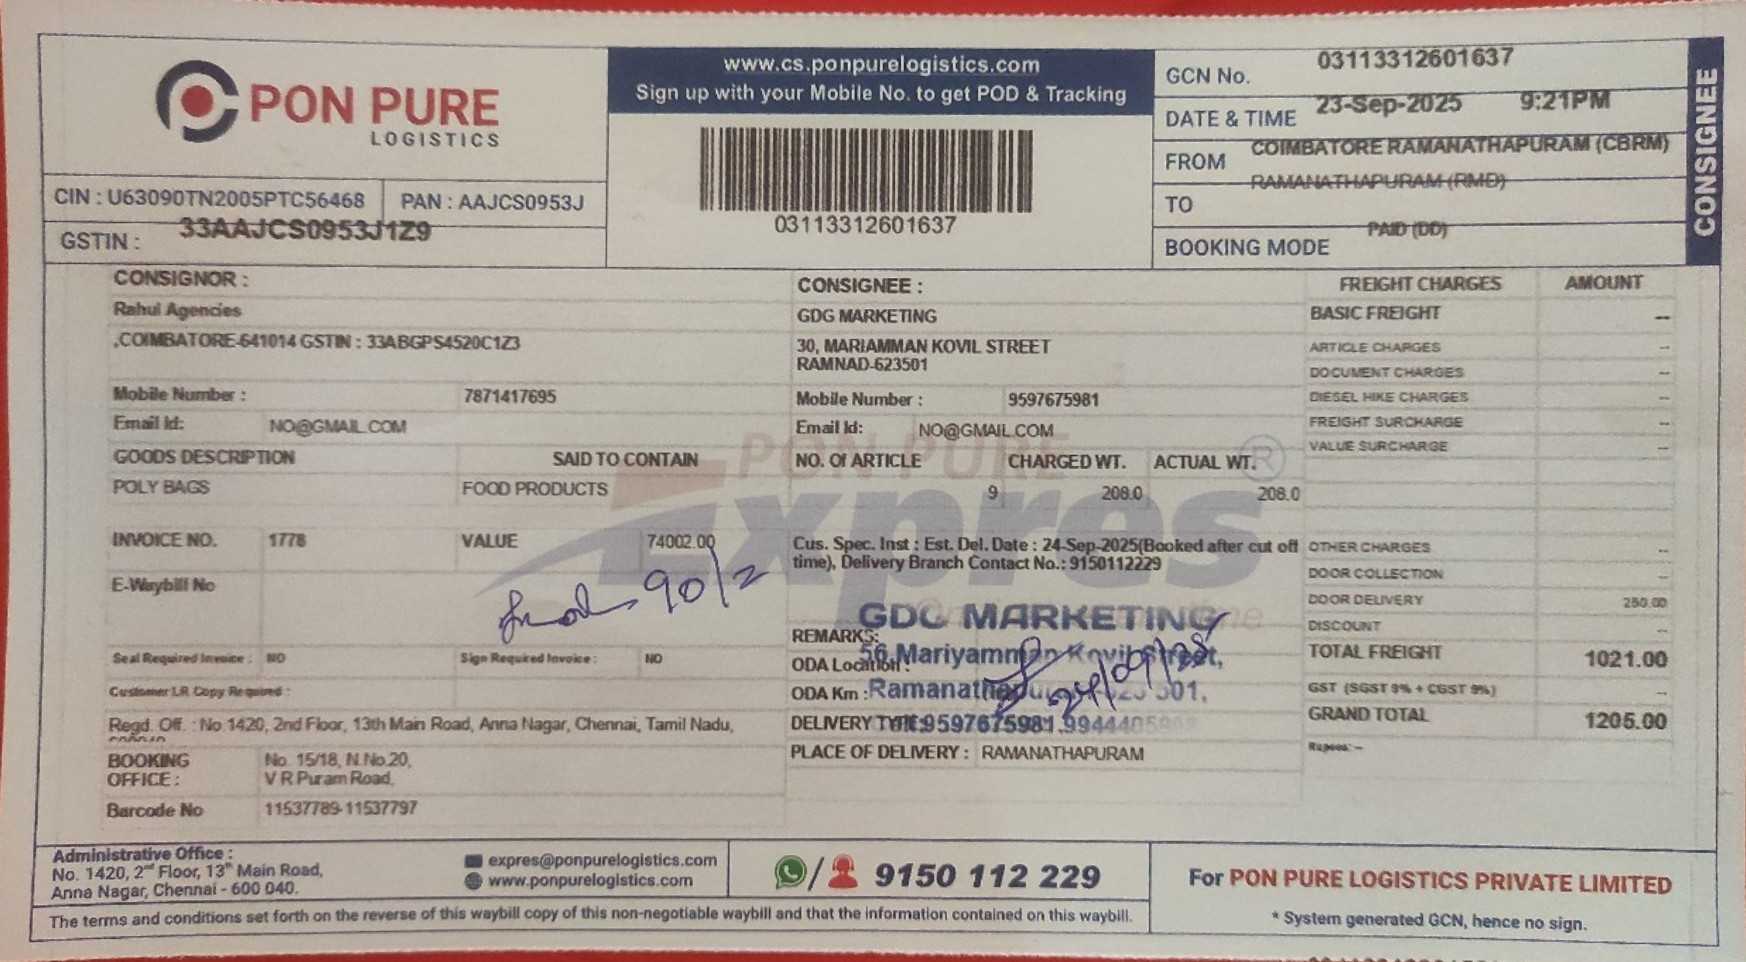 PON PURE
LOGISTICS
CIN : U63090TN2005PTC56468 PAN : AAJCS0953J
GSTIN : 33AAJCS0953J1Z9
www.cs.ponpurelogistics.com
Sign up with your Mobile No. to get POD & Tracking
03113312601637
GCN No. 03113312601637
DATE & TIME 23-Sep-2025 9:21PM
FROM COIMBATORE RAMANATHAPURAM (CBRM)
TO RAMANATHAPURAM (RMD)
BOOKING MODE PAID (DD)
CONSIGNEE
CONSIGNOR :
Rahul Agencies
,COIMBATORE-641014 GSTIN : 33ABGPS4520C1Z3
Mobile Number : 7871417695
Email Id: NO@GMAIL.COM
GOODS DESCRIPTION SAID TO CONTAIN
POLY BAGS FOOD PRODUCTS
INVOICE NO. 1778 VALUE 74002.00
E-Waybill No
90/2
Seal Required Invoice : NO Sign Required Invoice : NO
Customer LR Copy Required :
Regd. Off. : No 1420, 2nd Floor, 13th Main Road, Anna Nagar, Chennai, Tamil Nadu,
BOOKING OFFICE : No. 15/18, N.No.20,
V R Puram Road,
Barcode No 11537789-11537797
CONSIGNEE :
GDG MARKETING
30, MARIAMMAN KOVIL STREET
RAMNAD-623501
Mobile Number : 9597675981
Email Id: NO@GMAIL.COM
NO. Of ARTICLE CHARGED WT. ACTUAL WT.
9 208.0 208.0
PON PURE
Expres ®
Cus. Spec. Inst : Est. Del. Date : 24-Sep-2025(Booked after cut off
time), Delivery Branch Contact No.: 9150112229
GDG MARKETING
REMARKS:
56,Mariyamman Kovil Street,
ODA Location :
ODA Km :
24/09/25
DELIVERY
9597675981,
PLACE OF DELIVERY : RAMANATHAPURAM
FREIGHT CHARGES AMOUNT
BASIC FREIGHT --
ARTICLE CHARGES --
DOCUMENT CHARGES --
DIESEL HIKE CHARGES --
FREIGHT SURCHARGE --
VALUE SURCHARGE --
OTHER CHARGES --
DOOR COLLECTION --
DOOR DELIVERY 250.00
DISCOUNT --
TOTAL FREIGHT 1021.00
GST (SGST 9% + CGST 9%) --
GRAND TOTAL 1205.00
Rupees: --
Administrative Office :
No. 1420, 2nd Floor, 13th Main Road,
Anna Nagar, Chennai - 600 040.
expres@ponpurelogistics.com
www.ponpurelogistics.com
/ 9150 112 229
The terms and conditions set forth on the reverse of this waybill copy of this non-negotiable waybill and that the information contained on this waybill.
For PON PURE LOGISTICS PRIVATE LIMITED
* System generated GCN, hence no sign.